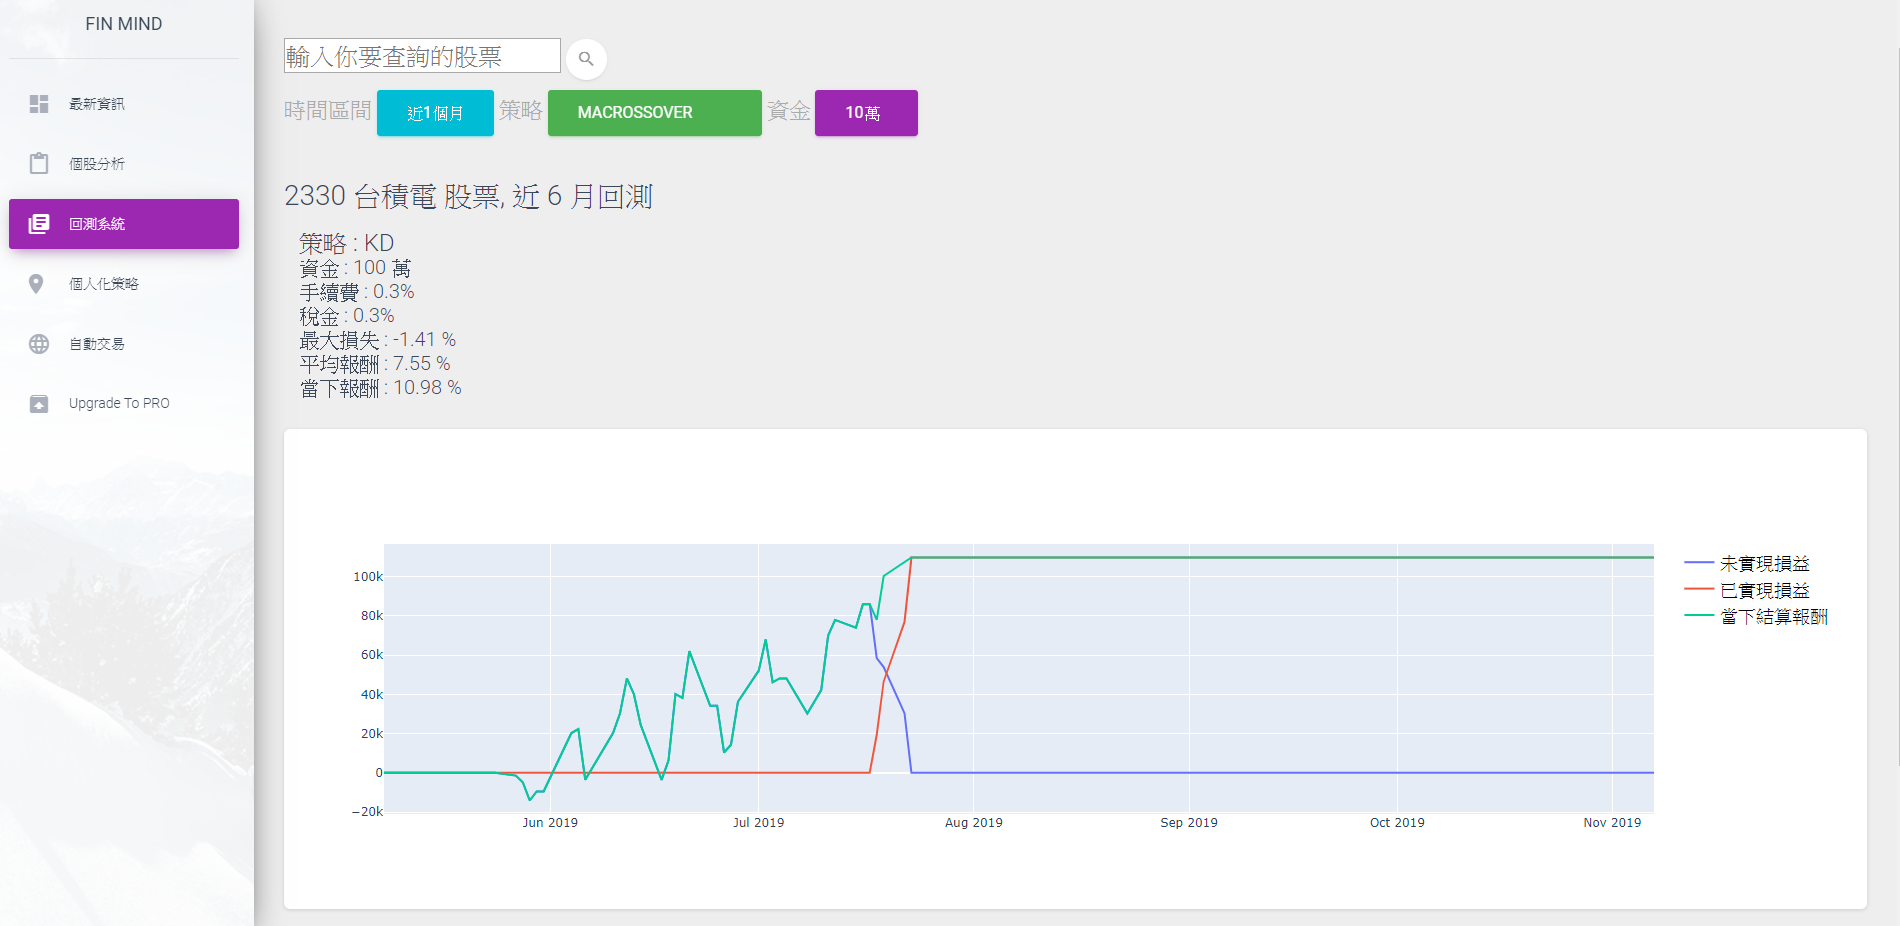 FIN MIND
最新資訊
個股分析
回測系統
個人化策略
自動交易
Upgrade To PRO
輸入你要查詢的股票
時間區間 近1個月 策略 MACROSSOVER 資金 10萬
2330 台積電 股票, 近 6 月回測
策略 : KD
資金 : 100 萬
手續費 : 0.3%
稅金 : 0.3%
最大損失 : -1.41 %
平均報酬 : 7.55 %
當下報酬 : 10.98 %
100k
80k
60k
40k
20k
0
−20k
Jun 2019 Jul 2019 Aug 2019 Sep 2019 Oct 2019 Nov 2019
未實現損益
已實現損益
當下結算報酬